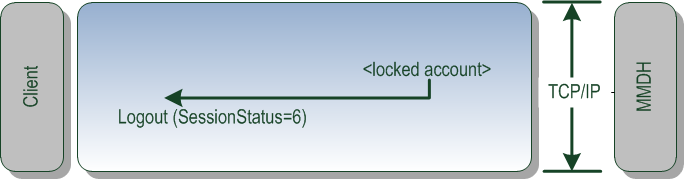 Client
<locked account>
Logout (SessionStatus=6)
TCP/IP
MMDH